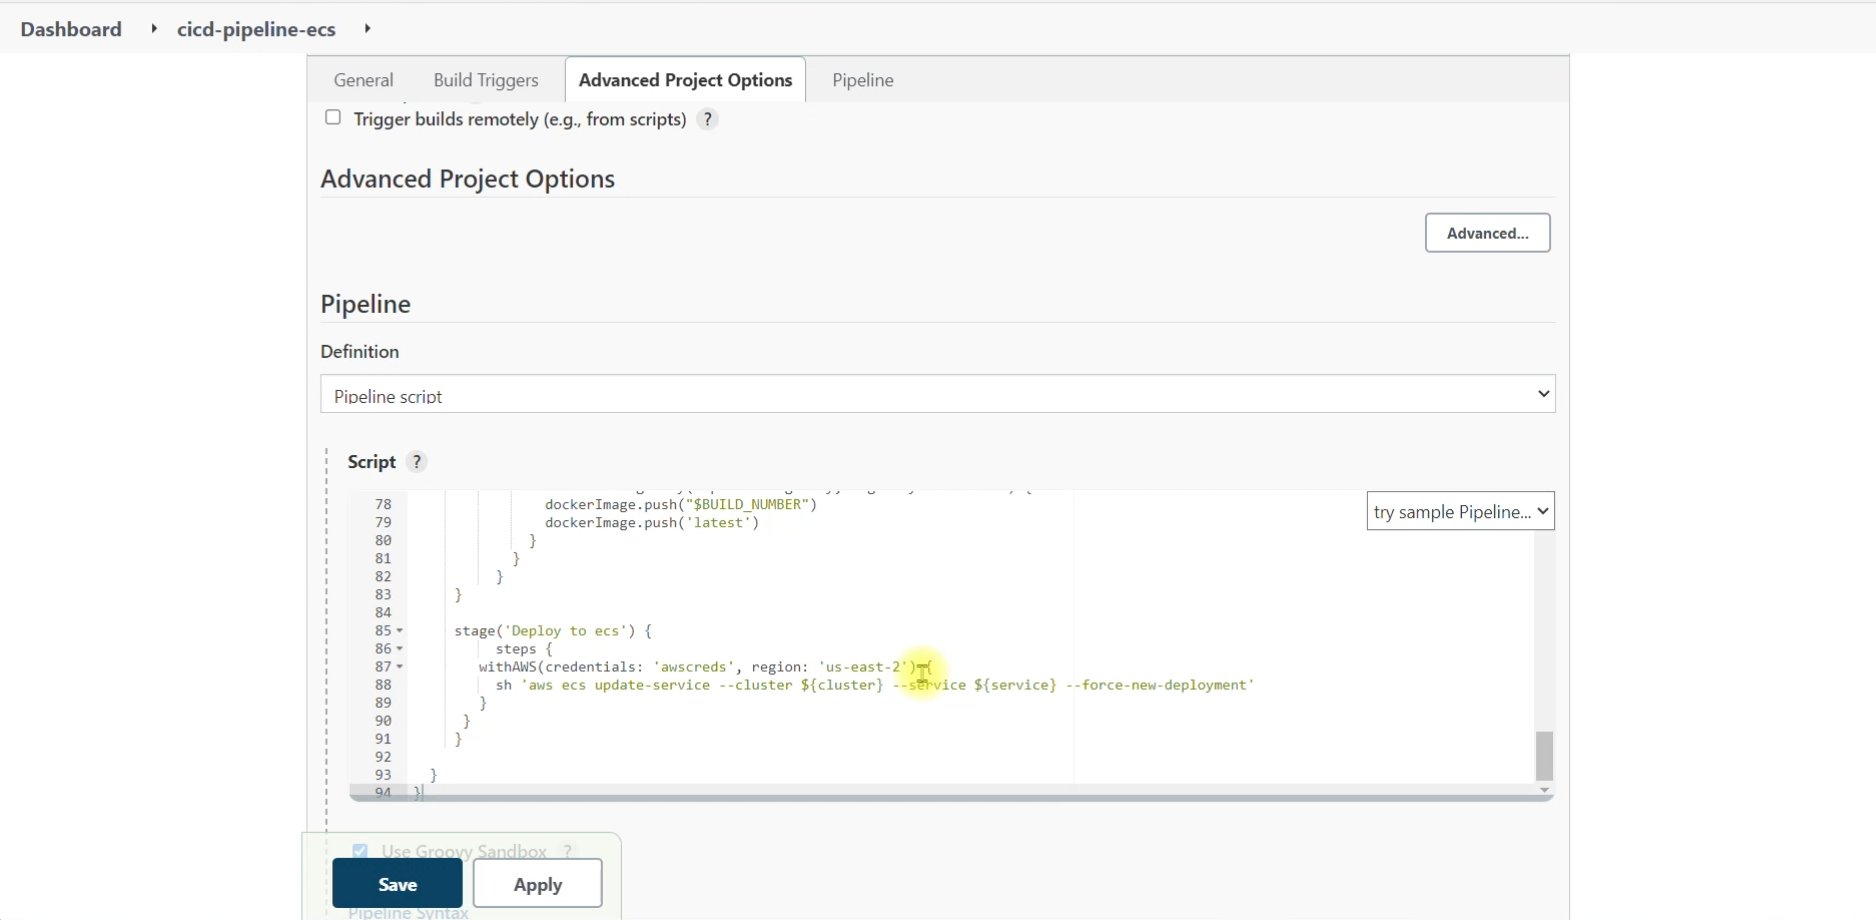 Dashboard cicd-pipeline-ecs
General Build Triggers Advanced Project Options Pipeline
Trigger builds remotely (e.g., from scripts) ?
Advanced Project Options
Advanced...
Pipeline
Definition
Pipeline script
Script ?
try sample Pipeline...
78 dockerImage.push("$BUILD_NUMBER")
79 dockerImage.push('latest')
80 }
81 }
82 }
83 }
84
85 stage('Deploy to ecs') {
86 steps {
87 withAWS(credentials: 'awscreds', region: 'us-east-2') {
88 sh 'aws ecs update-service --cluster ${cluster} --service ${service} --force-new-deployment'
89 }
90 }
91 }
92
93 }
94 }
Use Groovy Sandbox ?
Save Apply
Pipeline Syntax